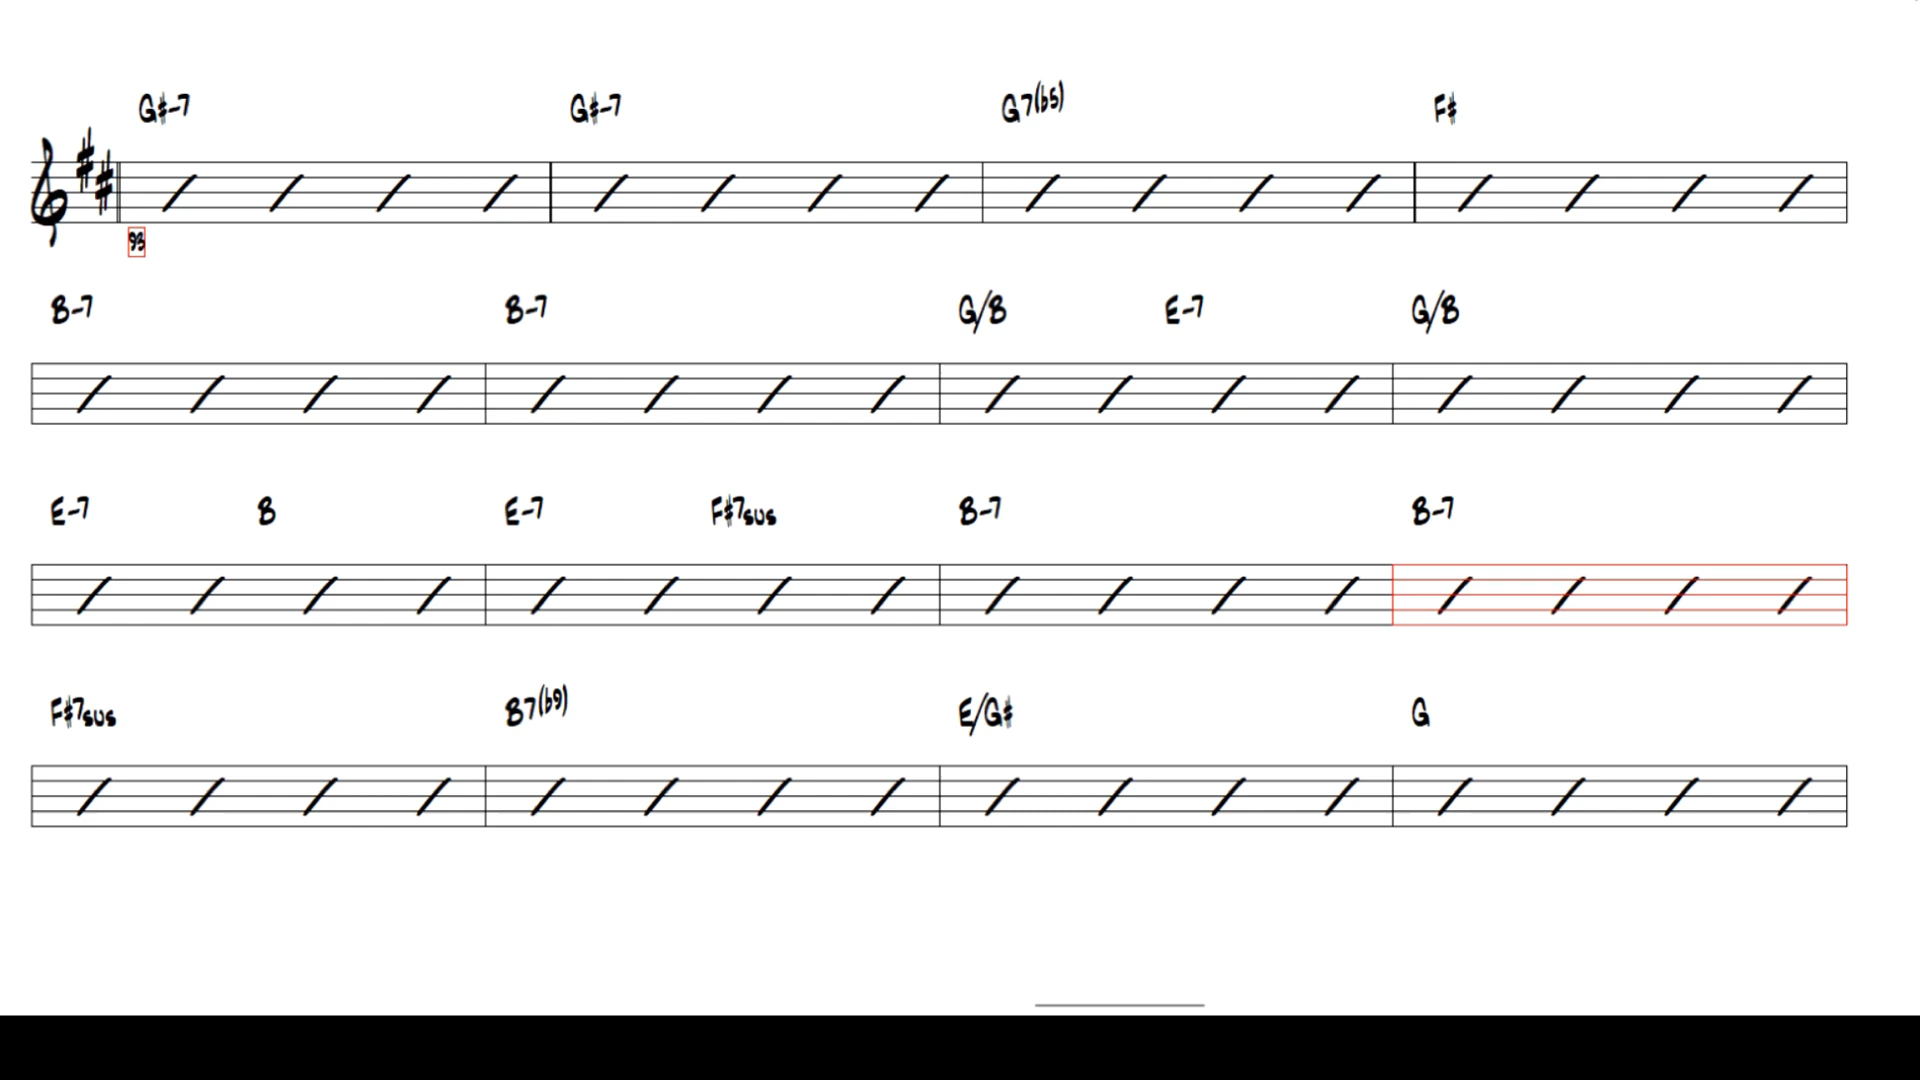 G#-7 G#-7 G7(b5) F#
93
B-7 B-7 G/B E-7 G/B
E-7 B E-7 F#7sus B-7 B-7
F#7sus B7(b9) E/G# G